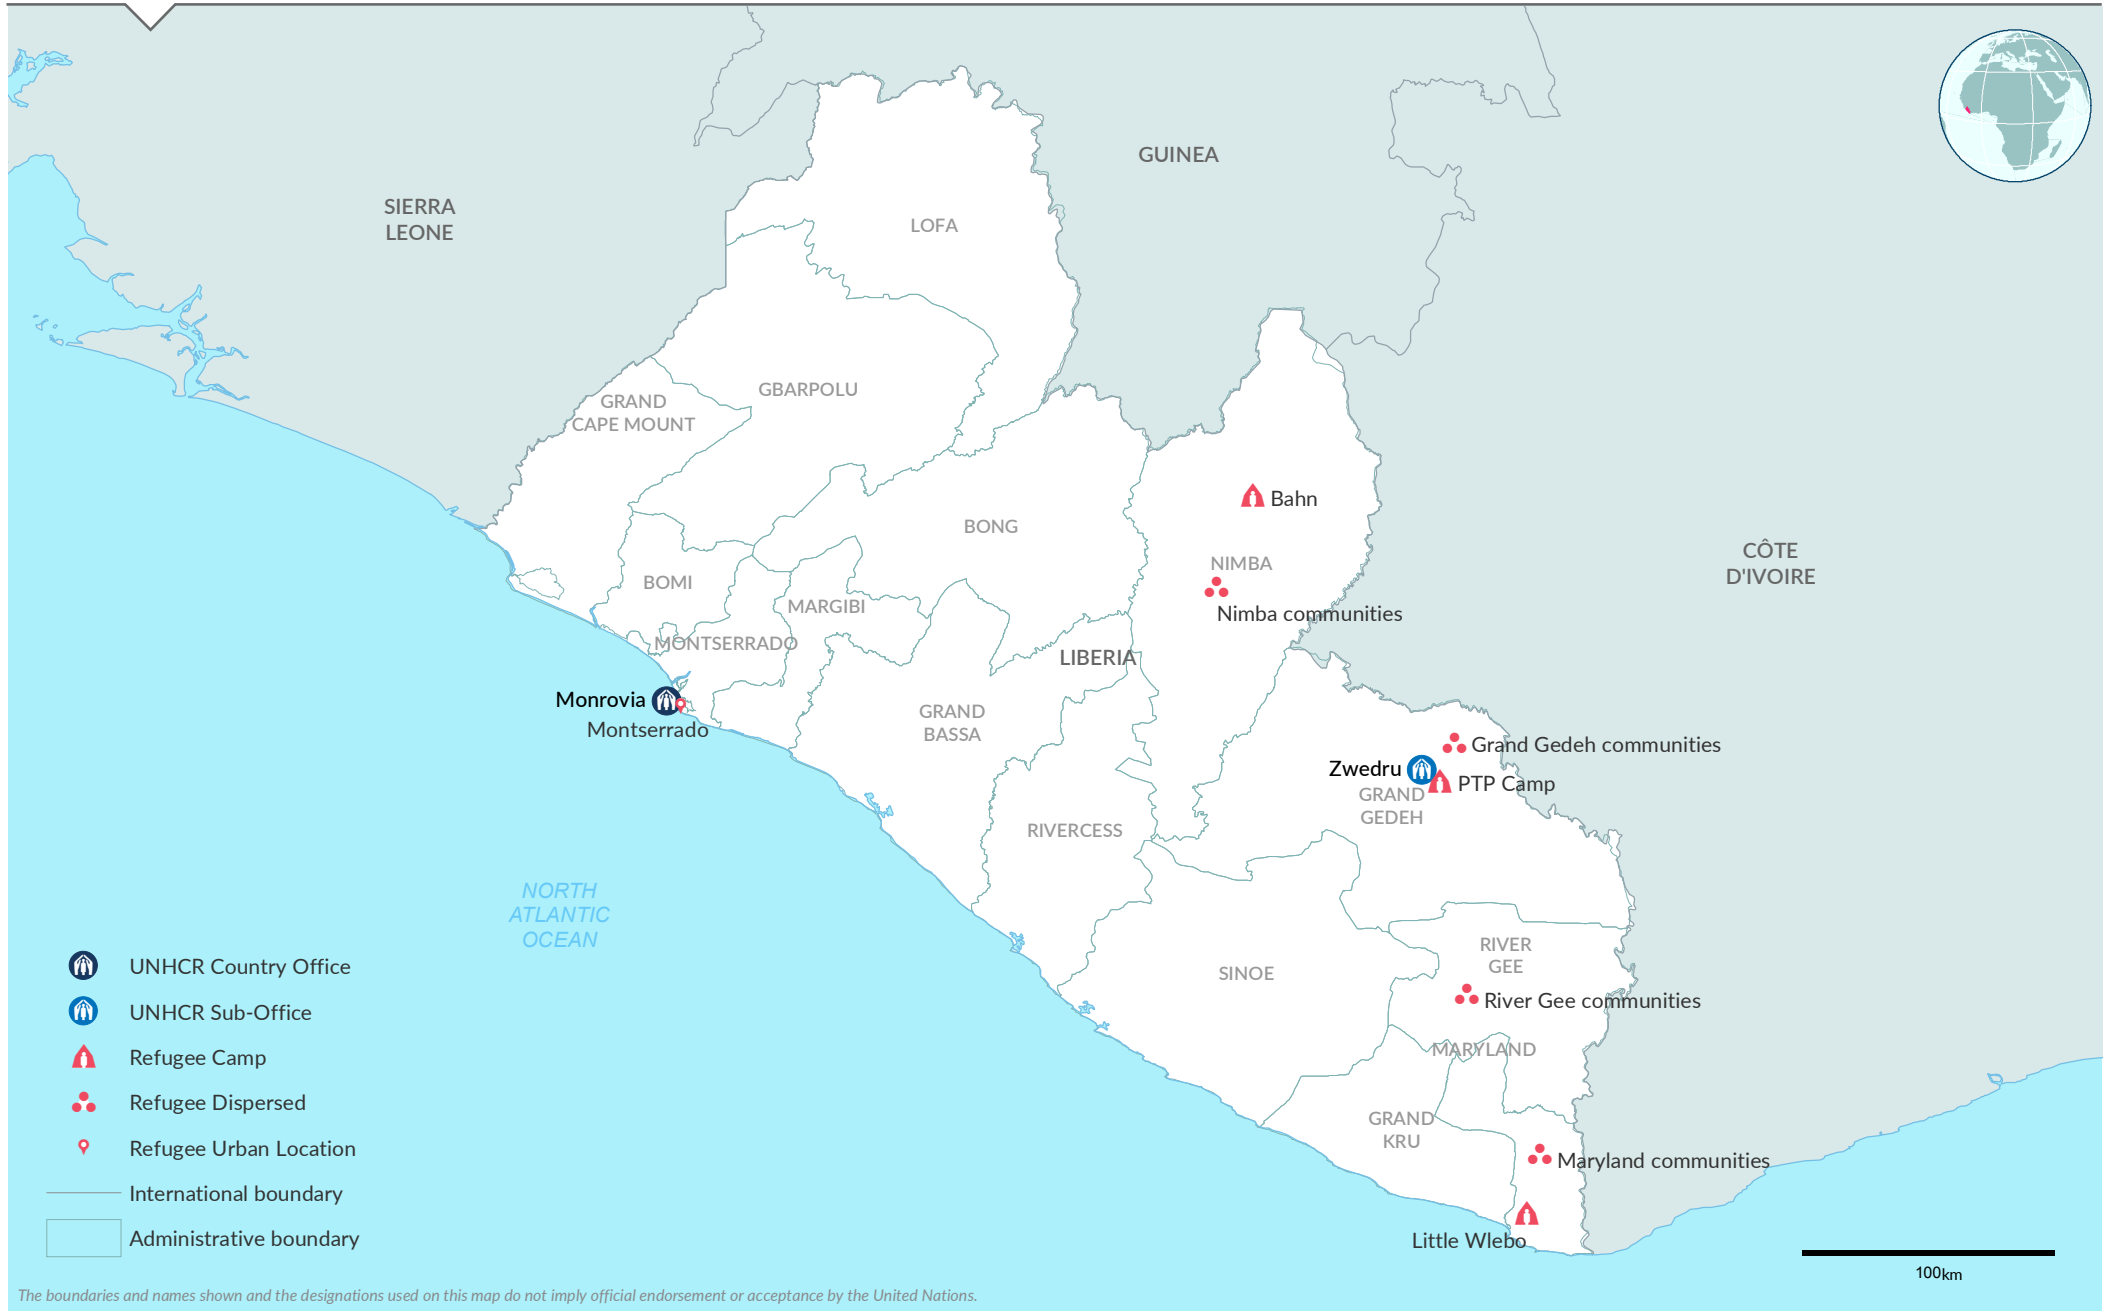 GUINEA
SIERRA
LEONE
LOFA
GBARPOLU
GRAND
CAPE MOUNT
Bahn
BONG
NIMBA
CÔTE
D'IVOIRE
BOMI
MARGIBI
Nimba communities
MONTSERRADO
LIBERIA
Monrovia
Montserrado
GRAND
BASSA
Grand Gedeh communities
Zwedru
PTP Camp
GRAND
GEDEH
RIVERCESS
NORTH
ATLANTIC
OCEAN
RIVER
GEE
SINOE
River Gee communities
MARYLAND
GRAND
KRU
Maryland communities
Little Wlebo
UNHCR Country Office
UNHCR Sub-Office
Refugee Camp
Refugee Dispersed
Refugee Urban Location
International boundary
Administrative boundary
100km
The boundaries and names shown and the designations used on this map do not imply official endorsement or acceptance by the United Nations.